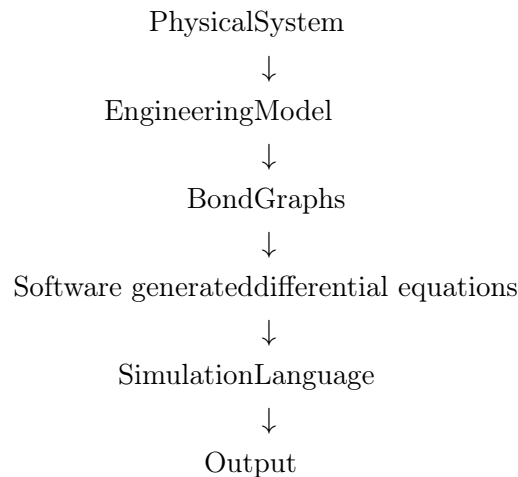 PhysicalSystem
↓
EngineeringModel
↓
BondGraphs
↓
Software generateddifferential equations
↓
SimulationLanguage
↓
Output